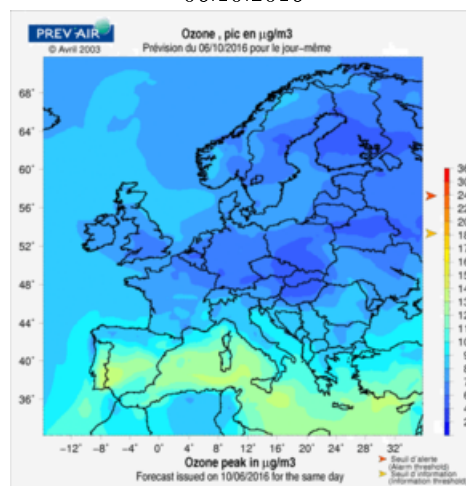 PREV'AIR
© Avril 2003
Ozone , pic en µg/m3
Prévision du 06/10/2016 pour le jour-même
68°
64°
60°
56°
52°
48°
44°
40°
36°
-12° -8° -4° 0° 4° 8° 12° 16° 20° 24° 28° 32°
Ozone peak in µg/m3
Forecast issued on 10/06/2016 for the same day
Seuil d'alerte
(Alarm threshold)
Seuil d'information
(Information threshold)